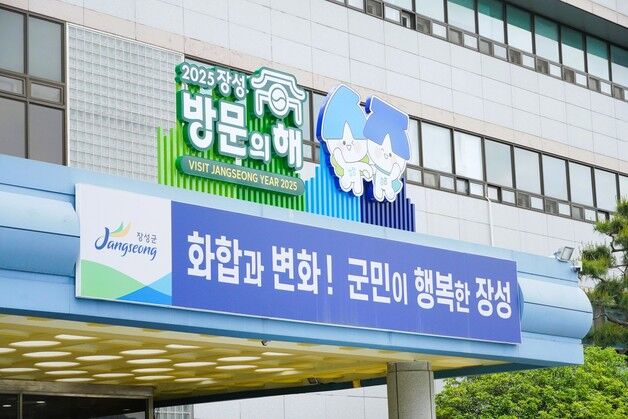 2025 장성
방문의 해
VISIT JANGSEONG YEAR 2025
장성군
Jangseong
화합과 변화! 군민이 행복한 장성